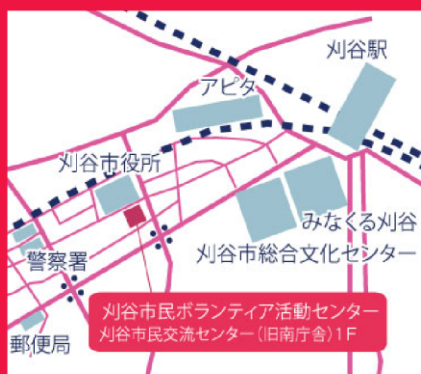 刈谷駅
アピタ
刈谷市役所
みなくる刈谷
刈谷市総合文化センター
警察署
刈谷市民ボランティア活動センター
刈谷市民交流センター(旧南庁舎)1F
郵便局